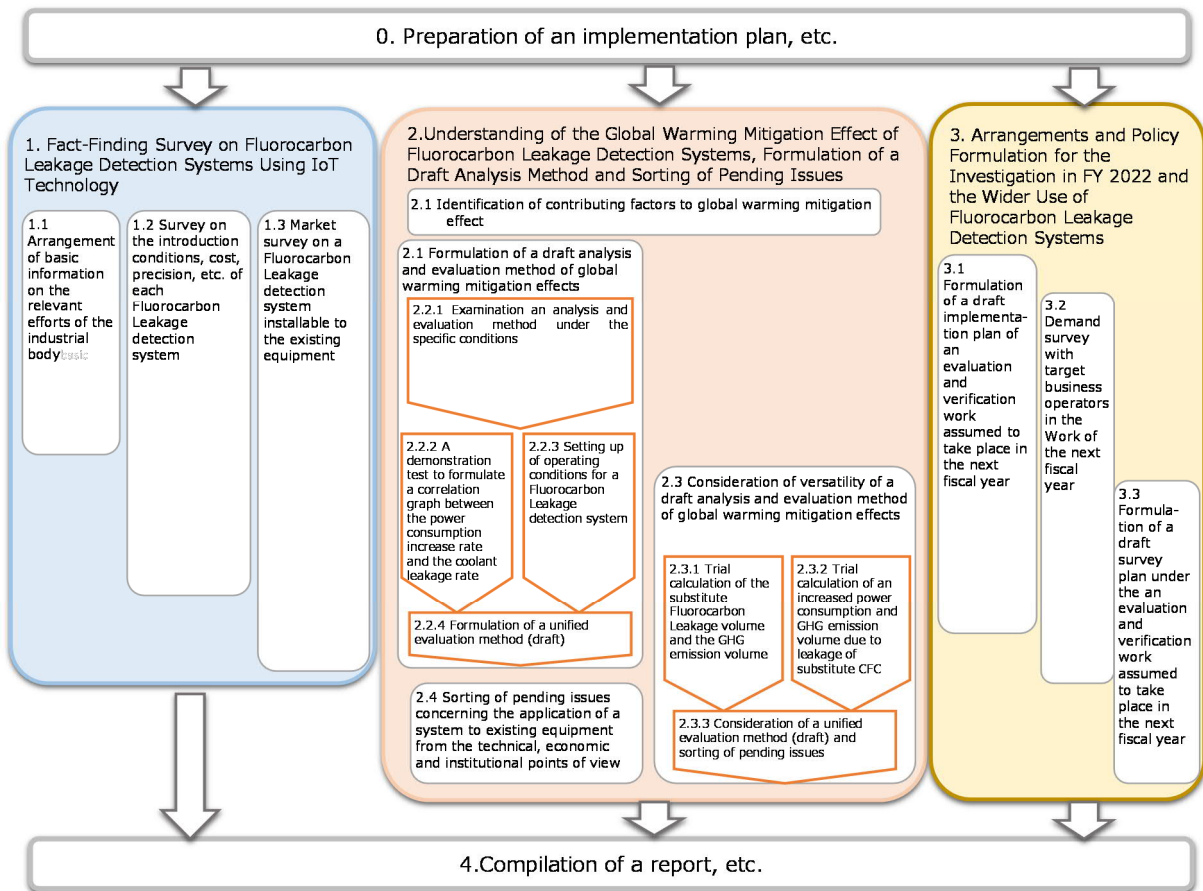 0. Preparation of an implementation plan, etc.
1. Fact-Finding Survey on Fluorocarbon
Leakage Detection Systems Using IoT
Technology
1.1
Arrangement
of basic
information
on the
relevant
efforts of the
industrial
body basic
1.2 Survey on
the introduction
conditions, cost,
precision, etc. of
each
Fluorocarbon
Leakage
detection
system
1.3 Market
survey on a
Fluorocarbon
Leakage
detection
system
installable to
the existing
equipment
2.Understanding of the Global Warming Mitigation Effect of
Fluorocarbon Leakage Detection Systems, Formulation of a
Draft Analysis Method and Sorting of Pending Issues
2.1 Identification of contributing factors to global warming mitigation
effect
2.1 Formulation of a draft analysis
and evaluation method of global
warming mitigation effects
2.2.1 Examination an analysis and
evaluation method under the
specific conditions
2.2.2 A
demonstration
test to formulate
a correlation
graph between
the power
consumption
increase rate
and the coolant
leakage rate
2.2.3 Setting up
of operating
conditions for a
Fluorocarbon
Leakage
detection system
2.2.4 Formulation of a unified
evaluation method (draft)
2.3 Consideration of versatility of a
draft analysis and evaluation method
of global warming mitigation effects
2.3.1 Trial
calculation of the
substitute
Fluorocarbon
Leakage volume
and the GHG
emission volume
2.3.2 Trial
calculation of an
increased power
consumption and
GHG emission
volume due to
leakage of
substitute CFC
2.3.3 Consideration of a unified
evaluation method (draft) and
sorting of pending issues
2.4 Sorting of pending issues
concerning the application of a
system to existing equipment
from the technical, economic
and institutional points of view
3. Arrangements and Policy
Formulation for the
Investigation in FY 2022 and
the Wider Use of
Fluorocarbon Leakage
Detection Systems
3.1
Formulation
of a draft
implementa-
tion plan of
an
evaluation
and
verification
work
assumed to
take place in
the next
fiscal year
3.2
Demand
survey
with
target
business
operators
in the
Work of
the next
fiscal
year
3.3
Formula-
tion of a
draft
survey
plan under
the an
evaluation
and
verification
work
assumed
to take
place in
the next
fiscal year
4.Compilation of a report, etc.